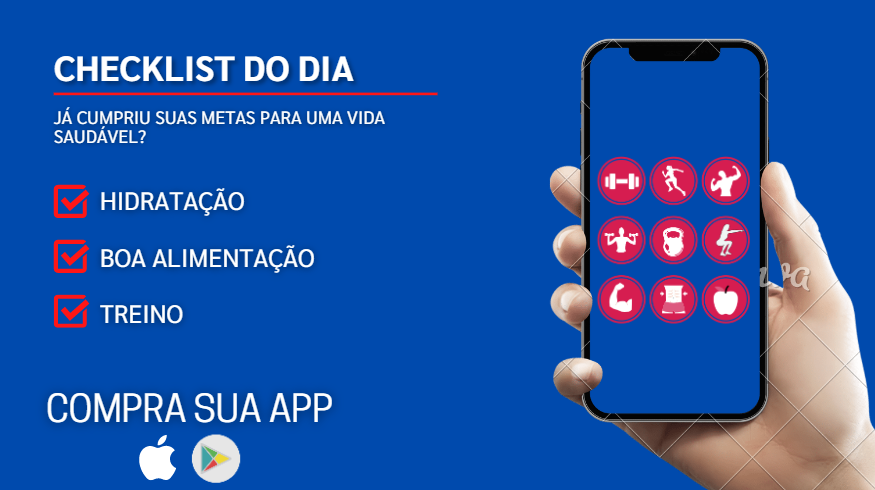 CHECKLIST DO DIA
JÁ CUMPRIU SUAS METAS PARA UMA VIDA
SAUDÁVEL?
HIDRATAÇÃO
BOA ALIMENTAÇÃO
TREINO
COMPRA SUA APP